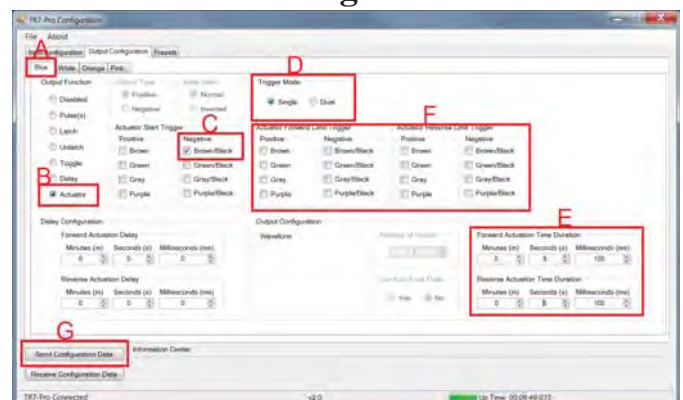 TR7-Pro Configuration
File About
A
Input Configuration Output Configuration Presets
Blue White Orange Pink
Output Function
Disabled
Pulse(s)
Latch
Unlatch
Toggle
Delay
B
Actuator
Output Type
Positive
Negative
Normal
Inverted
D
Trigger Mode
Single Dual
Actuator Start Trigger
C
Positive Negative
Brown Brown/Black
Green Green/Black
Gray Gray/Black
Purple Purple/Black
F
Actuator Forward Limit Trigger Actuator Reverse Limit Trigger
Positive Negative Positive Negative
Brown Brown/Black Brown Brown/Black
Green Green/Black Green Green/Black
Gray Gray/Black Gray Gray/Black
Purple Purple/Black Purple Purple/Black
Delay Configuration
Forward Actuation Delay
Minutes (m) Seconds (s) Milliseconds (ms)
0 0 0
Reverse Actuation Delay
Minutes (m) Seconds (s) Milliseconds (ms)
0 0 0
Output Configuration
Waveform
1
Yes No
E
Forward Actuation Time Duration
Minutes (m) Seconds (s) Milliseconds (ms)
0 8 100
Reverse Actuation Time Duration
Minutes (m) Seconds (s) Milliseconds (ms)
0 8 100
G
Send Configuration Data
Information Center
Receive Configuration Data
TR7-Pro Connected v2.0 Up Time: 00:06:48:073